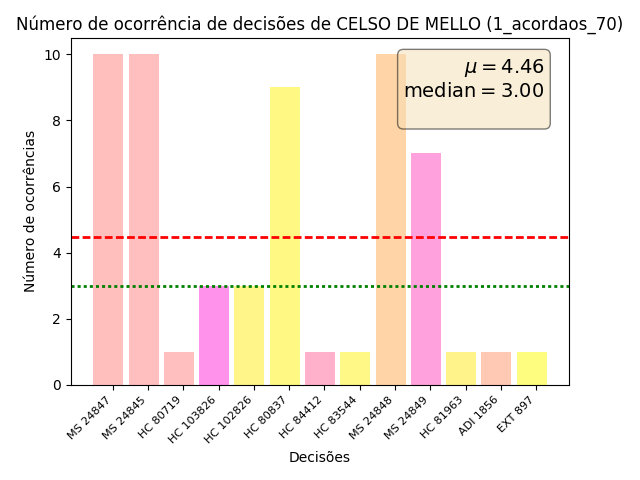 Número de ocorrência de decisões de CELSO DE MELLO (1_acordaos_70)
μ = 4.46
median = 3.00
Número de ocorrências
10
8
6
4
2
0
MS 24847
MS 24845
HC 80719
HC 103826
HC 102826
HC 80837
HC 84412
HC 83544
MS 24848
MS 24849
HC 81963
ADI 1856
EXT 897
Decisões